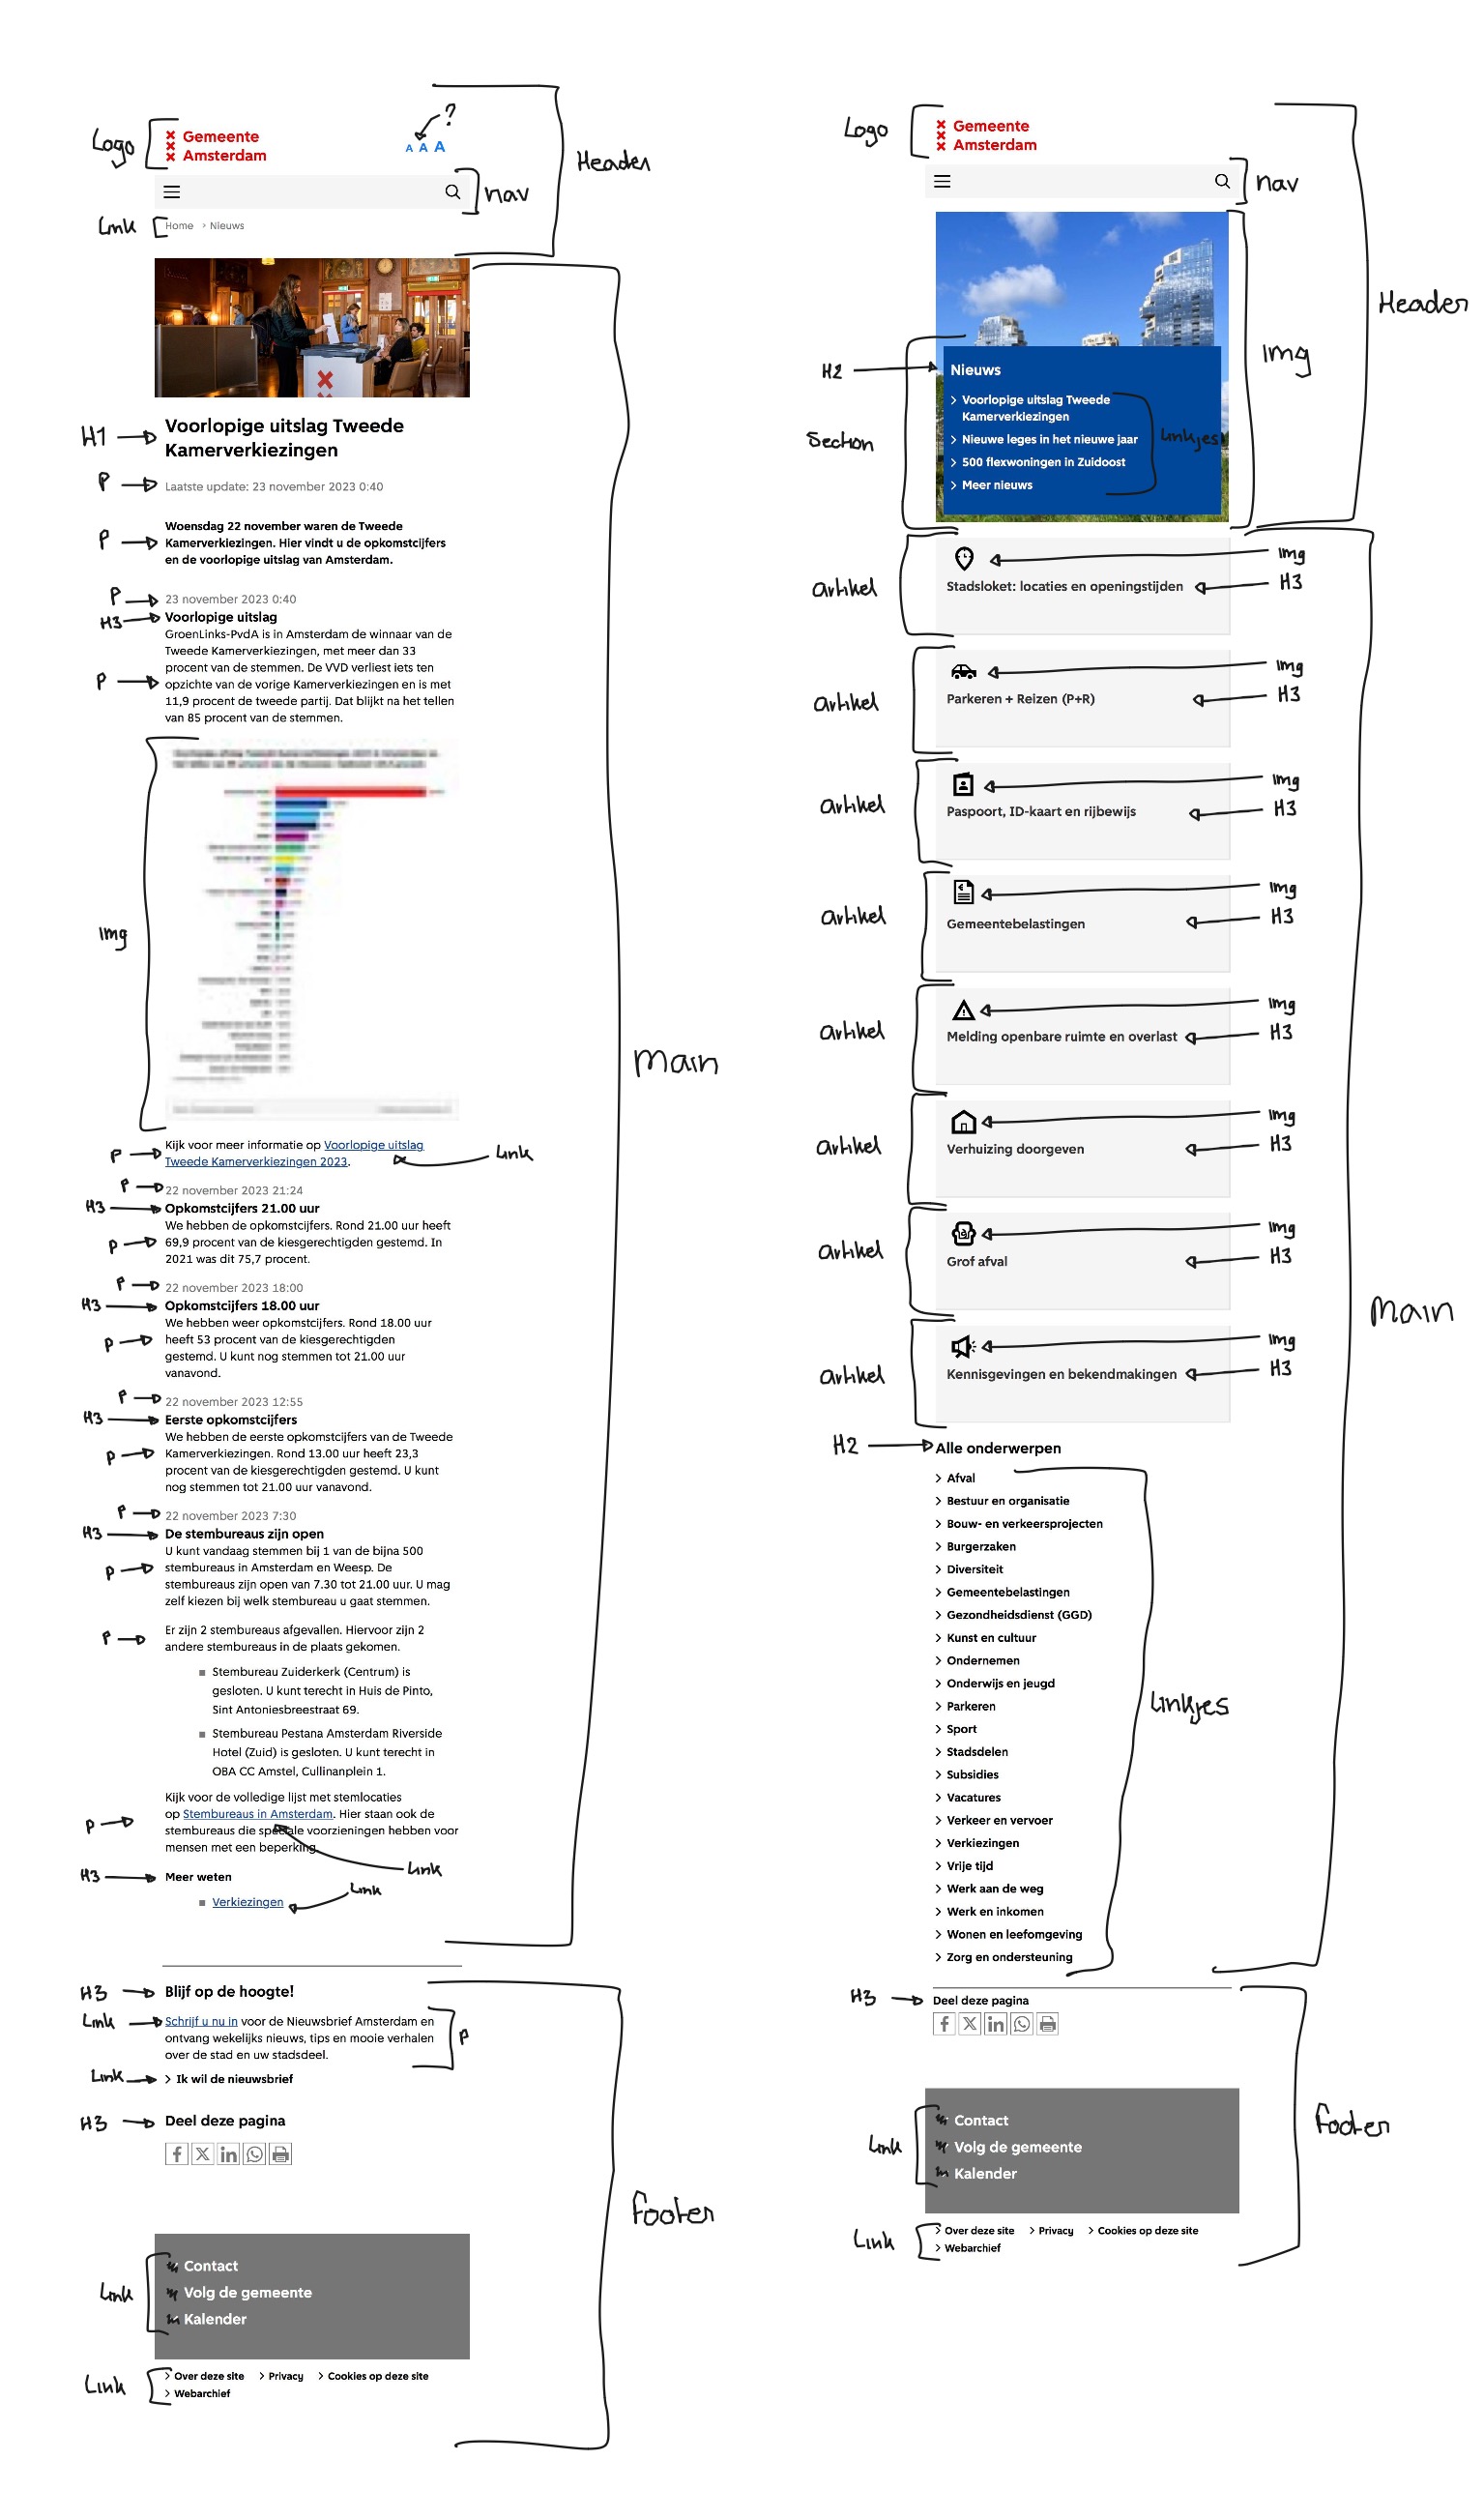 Logo
Gemeente
Amsterdam
?
A A A
Header
nav
Link
Home › Nieuws
H1
Voorlopige uitslag Tweede
Kamerverkiezingen
P
Laatste update: 23 november 2023 0:40
P
Woensdag 22 november waren de Tweede
Kamerverkiezingen. Hier vindt u de opkomstcijfers
en de voorlopige uitslag van Amsterdam.
P
23 november 2023 0:40
H3
Voorlopige uitslag
P
GroenLinks-PvdA is in Amsterdam de winnaar van de
Tweede Kamerverkiezingen, met meer dan 33
procent van de stemmen. De VVD verliest iets ten
opzichte van de vorige Kamerverkiezingen en is met
11,9 procent de tweede partij. Dat blijkt na het tellen
van 85 procent van de stemmen.
Img
Main
P
Kijk voor meer informatie op Voorlopige uitslag
Tweede Kamerverkiezingen 2023.
Link
P
22 november 2023 21:24
H3
Opkomstcijfers 21.00 uur
P
We hebben de opkomstcijfers. Rond 21.00 uur heeft
69,9 procent van de kiesgerechtigden gestemd. In
2021 was dit 75,7 procent.
P
22 november 2023 18:00
H3
Opkomstcijfers 18.00 uur
P
We hebben weer opkomstcijfers. Rond 18.00 uur
heeft 53 procent van de kiesgerechtigden
gestemd. U kunt nog stemmen tot 21.00 uur
vanavond.
P
22 november 2023 12:55
H3
Eerste opkomstcijfers
P
We hebben de eerste opkomstcijfers van de Tweede
Kamerverkiezingen. Rond 13.00 uur heeft 23,3
procent van de kiesgerechtigden gestemd. U kunt
nog stemmen tot 21.00 uur vanavond.
P
22 november 2023 7:30
H3
De stembureaus zijn open
P
U kunt vandaag stemmen bij 1 van de bijna 500
stembureaus in Amsterdam en Weesp. De
stembureaus zijn open van 7.30 tot 21.00 uur. U mag
zelf kiezen bij welk stembureau u gaat stemmen.
P
Er zijn 2 stembureaus afgevallen. Hiervoor zijn 2
andere stembureaus in de plaats gekomen.
Stembureau Zuiderkerk (Centrum) is
gesloten. U kunt terecht in Huis de Pinto,
Sint Antoniesbreestraat 69.
Stembureau Pestana Amsterdam Riverside
Hotel (Zuid) is gesloten. U kunt terecht in
OBA CC Amstel, Cullinanplein 1.
P
Kijk voor de volledige lijst met stemlocaties
op Stembureaus in Amsterdam. Hier staan ook de
stembureaus die speciale voorzieningen hebben voor
mensen met een beperking.
Link
H3
Meer weten
Link
Verkiezingen
H3
Blijf op de hoogte!
Link
Schrijf u nu in voor de Nieuwsbrief Amsterdam en
ontvang wekelijks nieuws, tips en mooie verhalen
over de stad en uw stadsdeel.
P
Link
› Ik wil de nieuwsbrief
H3
Deel deze pagina
f X in
Footer
Link
Contact
Volg de gemeente
Kalender
Link
› Over deze site › Privacy › Cookies op deze site
› Webarchief
Logo
Gemeente
Amsterdam
nav
Header
Img
H2
Nieuws
Section
› Voorlopige uitslag Tweede
Kamerverkiezingen
› Nieuwe leges in het nieuwe jaar
› 500 flexwoningen in Zuidoost
› Meer nieuws
Linkjes
artikel
Img
Stadsloket: locaties en openingstijden
H3
artikel
Img
Parkeren + Reizen (P+R)
H3
artikel
Img
Paspoort, ID-kaart en rijbewijs
H3
artikel
Img
Gemeentebelastingen
H3
artikel
Img
Melding openbare ruimte en overlast
H3
artikel
Img
Verhuizing doorgeven
H3
artikel
Img
Grof afval
H3
artikel
Img
Kennisgevingen en bekendmakingen
H3
Main
H2
Alle onderwerpen
› Afval
› Bestuur en organisatie
› Bouw- en verkeersprojecten
› Burgerzaken
› Diversiteit
› Gemeentebelastingen
› Gezondheidsdienst (GGD)
› Kunst en cultuur
› Ondernemen
› Onderwijs en jeugd
› Parkeren
› Sport
› Stadsdelen
› Subsidies
› Vacatures
› Verkeer en vervoer
› Verkiezingen
› Vrije tijd
› Werk aan de weg
› Werk en inkomen
› Wonen en leefomgeving
› Zorg en ondersteuning
Linkjes
H3
Deel deze pagina
f X in
Footer
Link
Contact
Volg de gemeente
Kalender
Link
› Over deze site › Privacy › Cookies op deze site
› Webarchief